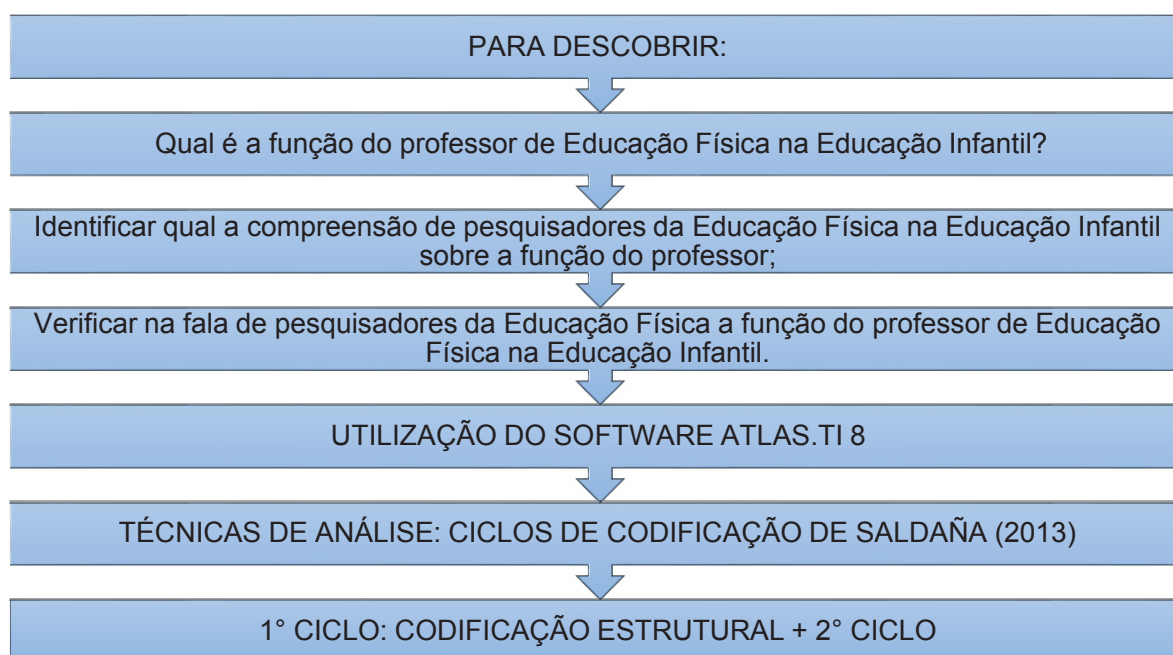 PARA DESCOBRIR:
Qual é a função do professor de Educação Física na Educação Infantil?
Identificar qual a compreensão de pesquisadores da Educação Física na Educação Infantil
sobre a função do professor;
Verificar na fala de pesquisadores da Educação Física a função do professor de Educação
Física na Educação Infantil.
UTILIZAÇÃO DO SOFTWARE ATLAS.TI 8
TÉCNICAS DE ANÁLISE: CICLOS DE CODIFICAÇÃO DE SALDAÑA (2013)
1° CICLO: CODIFICAÇÃO ESTRUTURAL + 2° CICLO